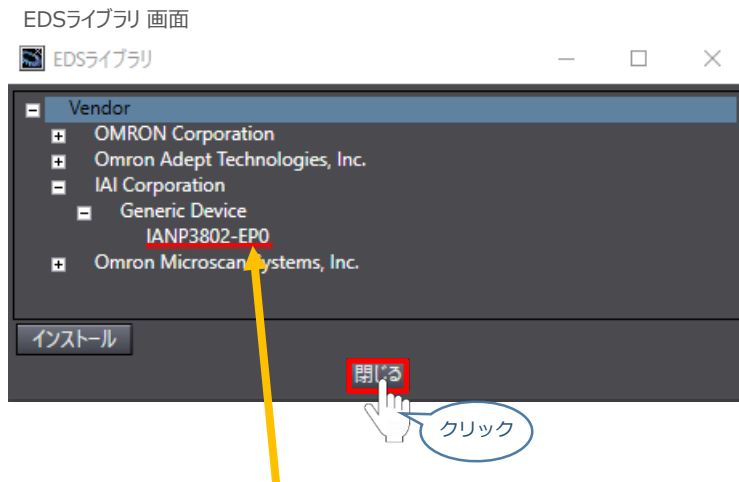 EDSライブラリ 画面
EDSライブラリ
Vendor
OMRON Corporation
Omron Adept Technologies, Inc.
IAI Corporation
Generic Device
IANP3802-EP0
Omron Microscan Systems, Inc.
インストール
閉じる
クリック